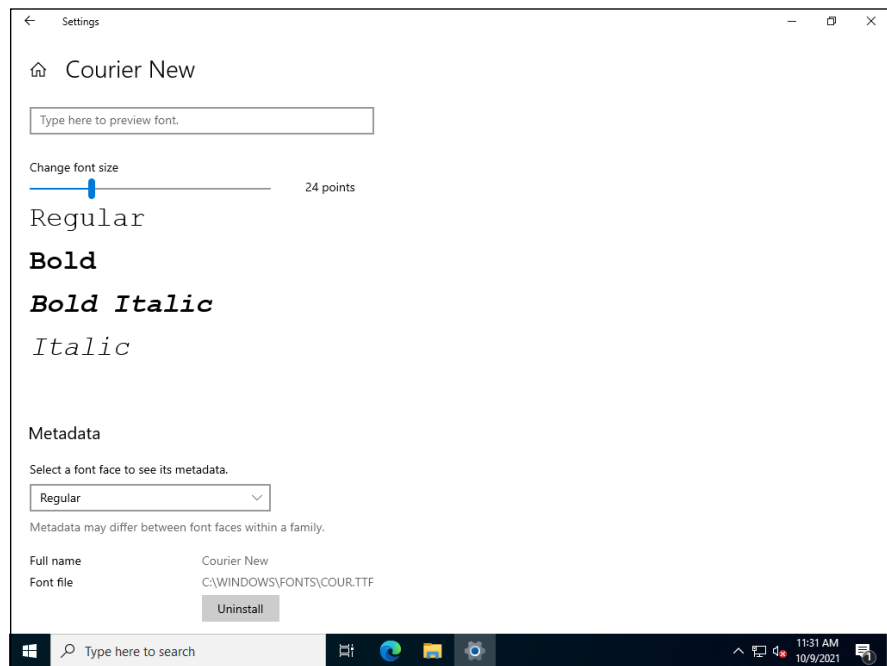 Settings
Courier New
Type here to preview font.
Change font size
24 points
Regular
Bold
Bold Italic
Italic
Metadata
Select a font face to see its metadata.
Regular
Metadata may differ between font faces within a family.
Full name Courier New
Font file C:\WINDOWS\FONTS\COUR.TTF
Uninstall
Type here to search
11:31 AM
10/9/2021
1